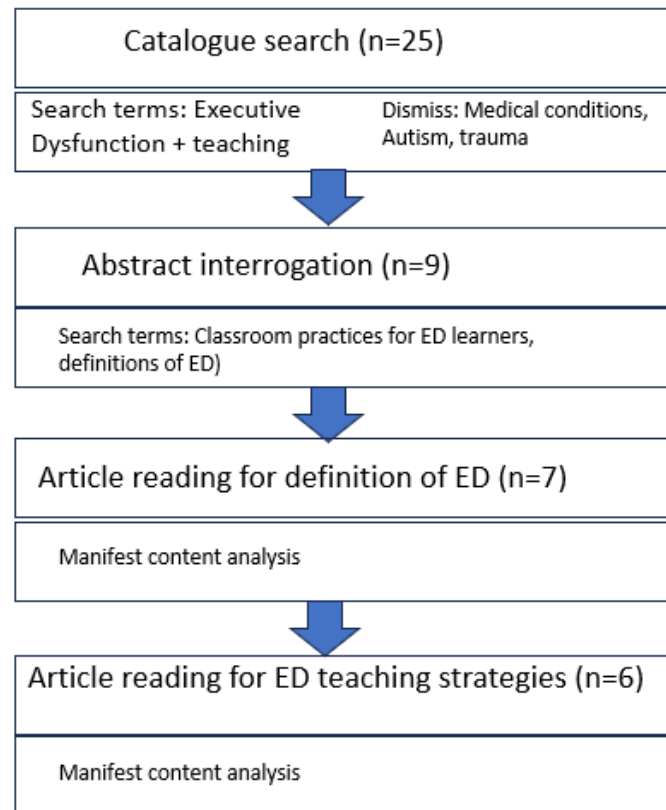 Catalogue search (n=25)
Search terms: Executive
Dysfunction + teaching
Dismiss: Medical conditions,
Autism, trauma
Abstract interrogation (n=9)
Search terms: Classroom practices for ED learners,
definitions of ED)
Article reading for definition of ED (n=7)
Manifest content analysis
Article reading for ED teaching strategies (n=6)
Manifest content analysis